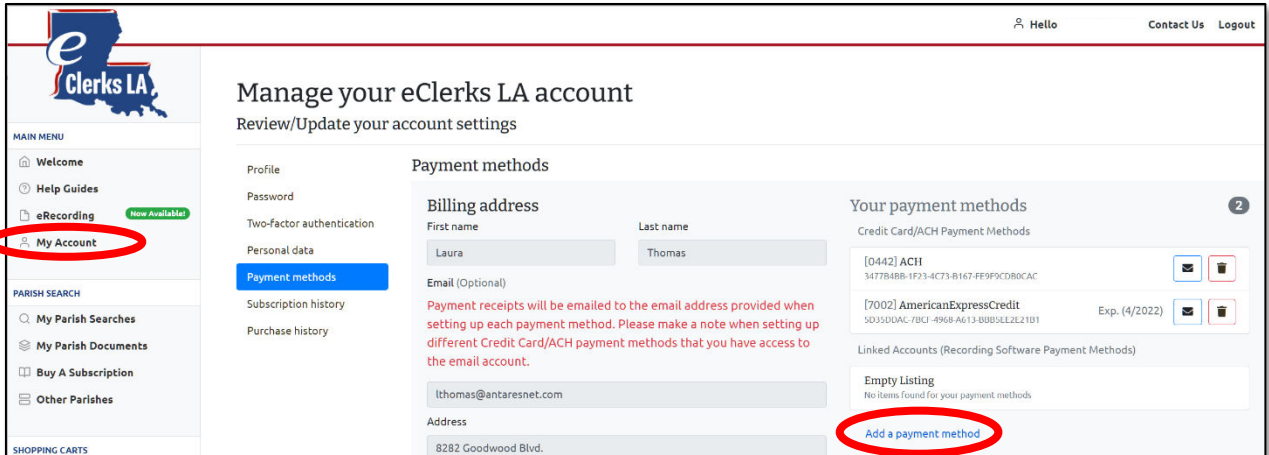 Hello
Contact Us
Logout
e
Clerks LA
Manage your eClerks LA account
Review/Update your account settings
MAIN MENU
Welcome
Help Guides
eRecording
Now Available!
My Account
PARISH SEARCH
My Parish Searches
My Parish Documents
Buy A Subscription
Other Parishes
SHOPPING CARTS
Profile
Password
Two-factor authentication
Personal data
Payment methods
Subscription history
Purchase history
Payment methods
Billing address
First name
Last name
Laura
Thomas
Email (Optional)
Payment receipts will be emailed to the email address provided when
setting up each payment method. Please make a note when setting up
different Credit Card/ACH payment methods that you have access to
the email account.
lthomas@antaresnet.com
Address
8282 Goodwood Blvd.
Your payment methods
2
Credit Card/ACH Payment Methods
[0442] ACH
3477B4BB-1F23-4C73-B167-FE9F9CDB0CAC
[7002] AmericanExpressCredit
5D35DDAC-7BCF-4968-A613-BBB5EE2E21B1
Exp. (4/2022)
Linked Accounts (Recording Software Payment Methods)
Empty Listing
No items found for your payment methods
Add a payment method